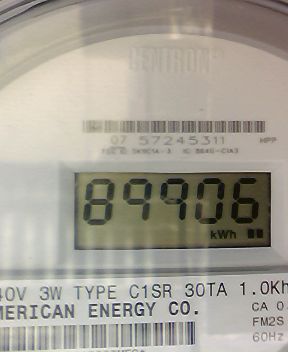 CENTRON
07 57245311
89906
kWh
40V 3W TYPE C1SR 30TA 1.0Kh
MERICAN ENERGY CO.
CA 0.
FM2S
60Hz